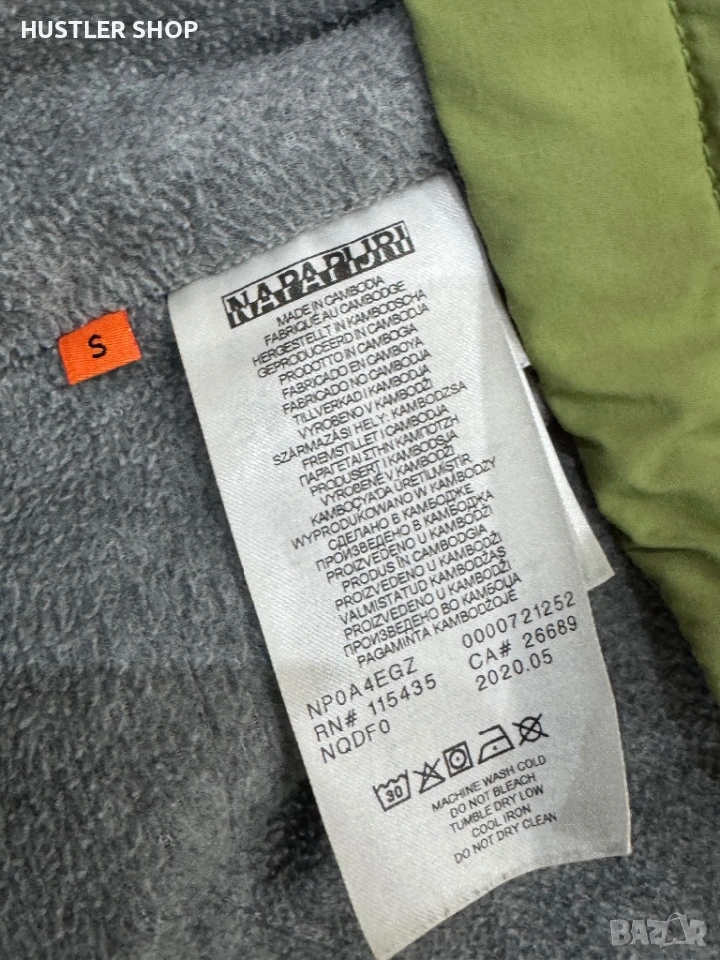 HUSTLER SHOP
NAPAPIJRI
MADE IN CAMBODIA
FABRIQUE AU CAMBODGE
HERGESTELLT IN KAMBODSCHA
GEPRODUCEERD IN CAMBODJA
PRODOTTO IN CAMBOGIA
FABRICADO EN CAMBOYA
FABRICADO NO CAMBOJA
TILLVERKAD I KAMBODJA
VYROBENO V KAMBODŽI
SZÁRMAZÁSI HELY: KAMBODZSA
FREMSTILLET I CAMBODJA
ΠΑΡΑΓΕΤΑΙ ΣΤΗΝ ΚΑΜΠΟΤΖΗ
PRODUSERT I KAMBODSJA
VYROBENÉ V KAMBODŽI
KAMBOÇYA'DA ÜRETILMIŞTIR
WYPRODUKOWANO W KAMBODŻY
СДЕЛАНО В КАМБОДЖЕ
ПРОИЗВЕДЕНО В КАМБОДЖА
PROIZVEDENO U KAMBODŽI
PRODUS IN CAMBODGIA
PROIZVEDENO U KAMBODŽI
VALMISTATUD KAMBODŽAS
PROIZVEDENO V KAMBODŽI
ПРОИЗВЕДЕНО ВО КАМБОЏА
PAGAMINTA KAMBODŽOJE
S
NP0A4EGZ 0000721252
RN# 115435 CA# 26689
NQDF0 2020.05
30
MACHINE WASH COLD
DO NOT BLEACH
TUMBLE DRY LOW
COOL IRON
DO NOT DRY CLEAN
BAZAR